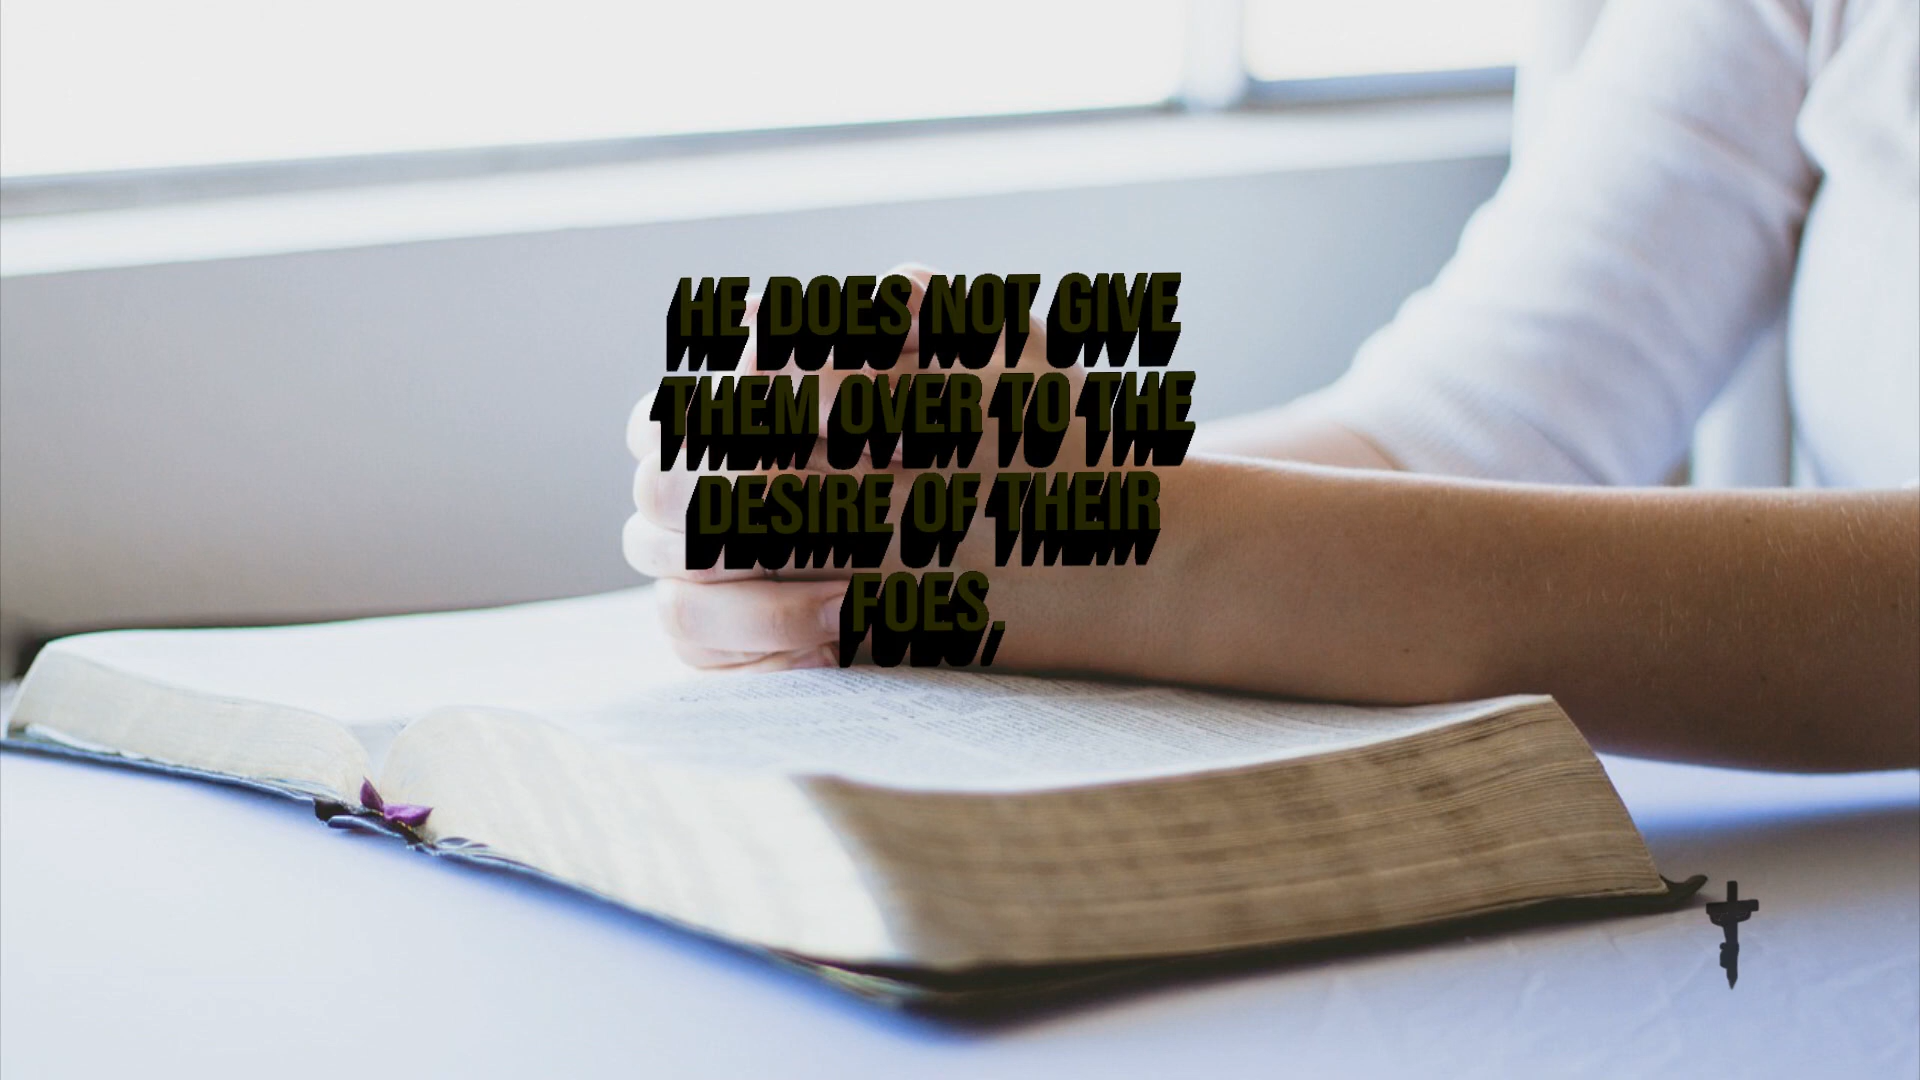 HE DOES NOT GIVE
THEM OVER TO THE
DESIRE OF THEIR
FOES.